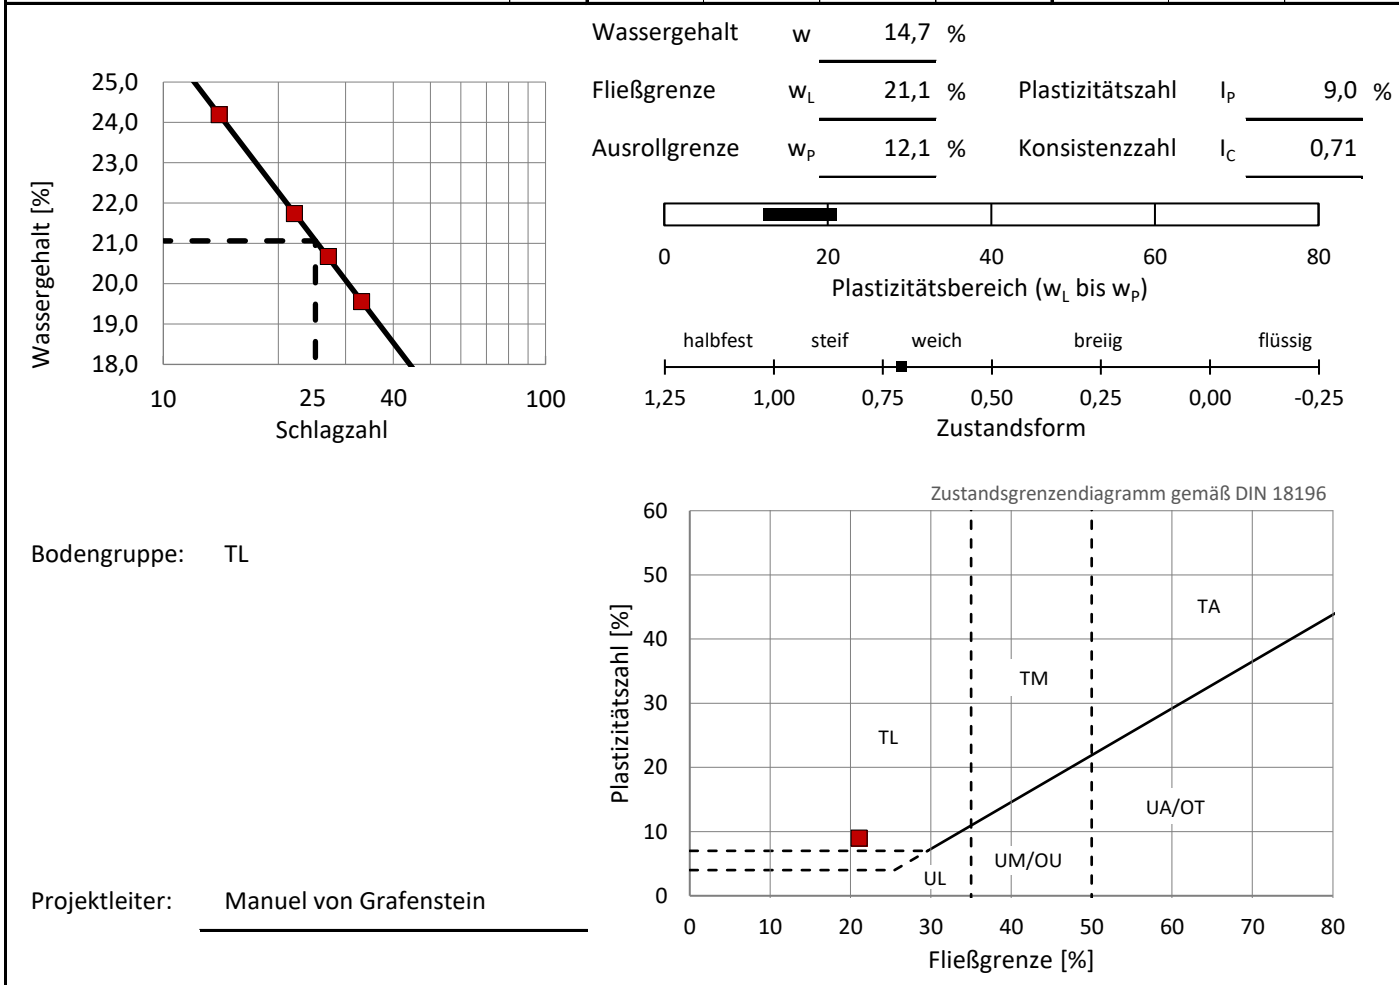 Wassergehalt w 14,7 %
Fließgrenze wL 21,1 % Plastizitätszahl IP 9,0 %
Ausrollgrenze wP 12,1 % Konsistenzzahl IC 0,71
25,0
24,0
23,0
22,0
21,0
20,0
19,0
18,0
Wassergehalt [%]
10 25 40 100
Schlagzahl
0 20 40 60 80
Plastizitätsbereich (wL bis wP)
halbfest steif weich breiig flüssig
1,25 1,00 0,75 0,50 0,25 0,00 -0,25
Zustandsform
Bodengruppe: TL
Zustandsgrenzendiagramm gemäß DIN 18196
60
50
40
30
20
10
0
Plastizitätszahl [%]
TA
TM
TL
UA/OT
UM/OU
UL
0 10 20 30 40 50 60 70 80
Fließgrenze [%]
Projektleiter: Manuel von Grafenstein